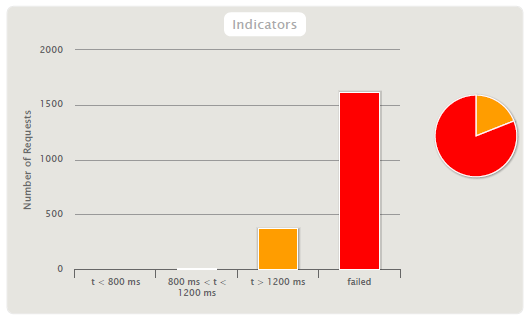 Indicators
Number of Requests
2000
1500
1000
500
0
t < 800 ms
800 ms < t <
1200 ms
t > 1200 ms
failed